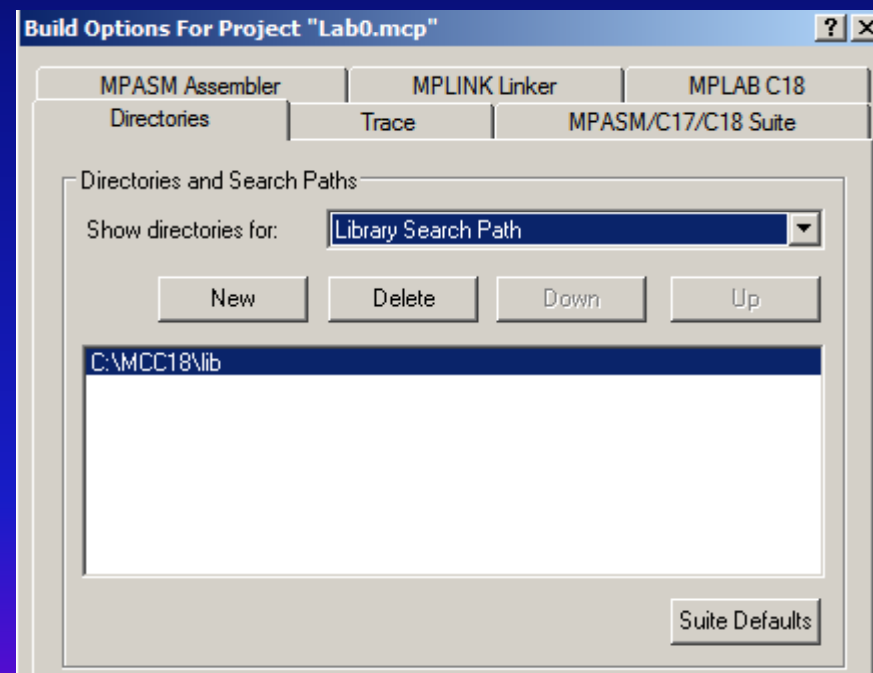 Build Options For Project "Lab0.mcp"
MPASM Assembler MPLINK Linker MPLAB C18
Directories Trace MPASM/C17/C18 Suite
Directories and Search Paths
Show directories for: Library Search Path
New Delete Down Up
C:\MCC18\lib
Suite Defaults